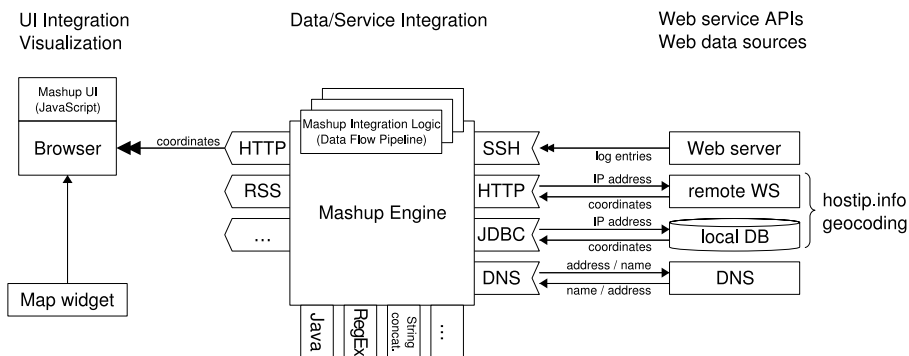 UI Integration
Visualization
Data/Service Integration
Web service APIs
Web data sources
Mashup UI
(JavaScript)
Browser
coordinates
Map widget
HTTP
RSS
...
Mashup Integration Logic
(Data Flow Pipeline)
Mashup Engine
SSH
HTTP
JDBC
DNS
log entries
IP address
coordinates
IP address
coordinates
address / name
name / address
Web server
remote WS
local DB
DNS
hostip.info
geocoding
Java
RegEx
String
concat.
...